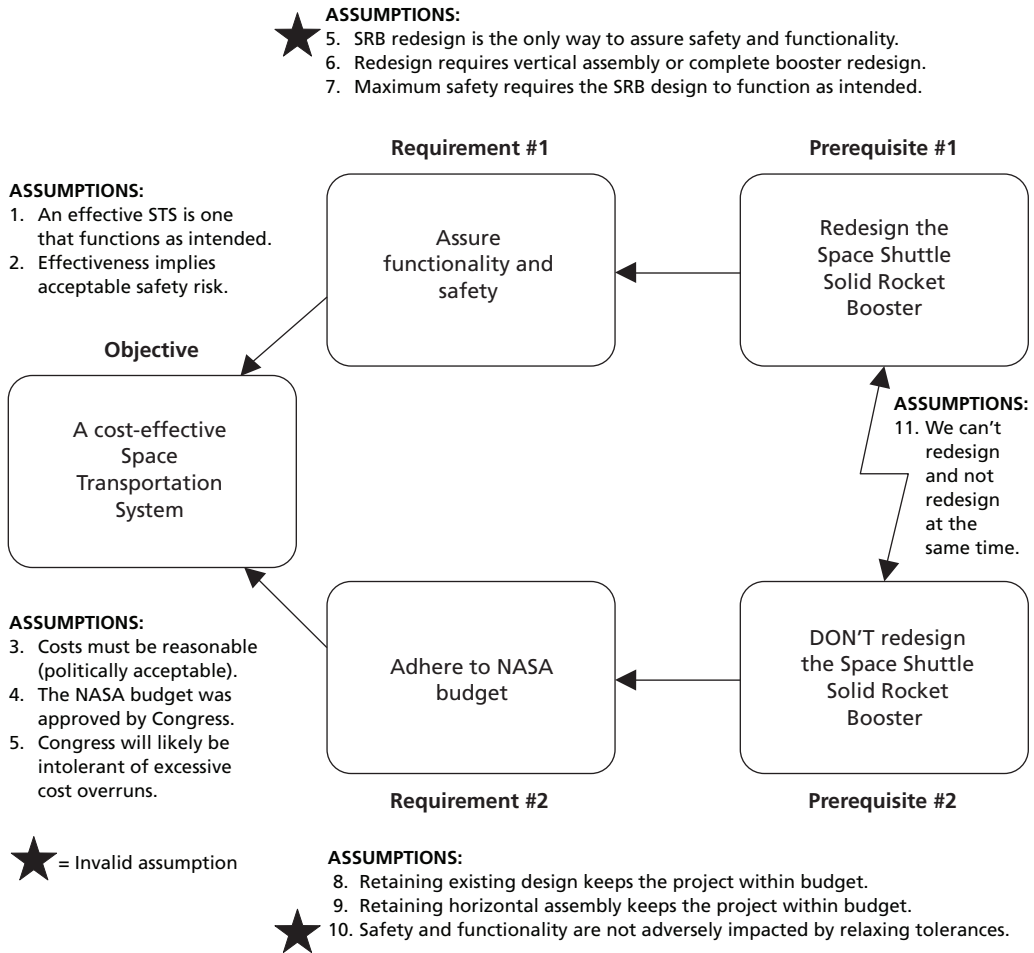 ASSUMPTIONS:
5. SRB redesign is the only way to assure safety and functionality.
6. Redesign requires vertical assembly or complete booster redesign.
7. Maximum safety requires the SRB design to function as intended.
Requirement #1
Prerequisite #1
ASSUMPTIONS:
1. An effective STS is one
that functions as intended.
2. Effectiveness implies
acceptable safety risk.
Assure
functionality and
safety
Redesign the
Space Shuttle
Solid Rocket
Booster
Objective
A cost-effective
Space
Transportation
System
ASSUMPTIONS:
11. We can't
redesign
and not
redesign
at the
same time.
ASSUMPTIONS:
3. Costs must be reasonable
(politically acceptable).
4. The NASA budget was
approved by Congress.
5. Congress will likely be
intolerant of excessive
cost overruns.
Adhere to NASA
budget
DON'T redesign
the Space Shuttle
Solid Rocket
Booster
Requirement #2
Prerequisite #2
= Invalid assumption
ASSUMPTIONS:
8. Retaining existing design keeps the project within budget.
9. Retaining horizontal assembly keeps the project within budget.
10. Safety and functionality are not adversely impacted by relaxing tolerances.